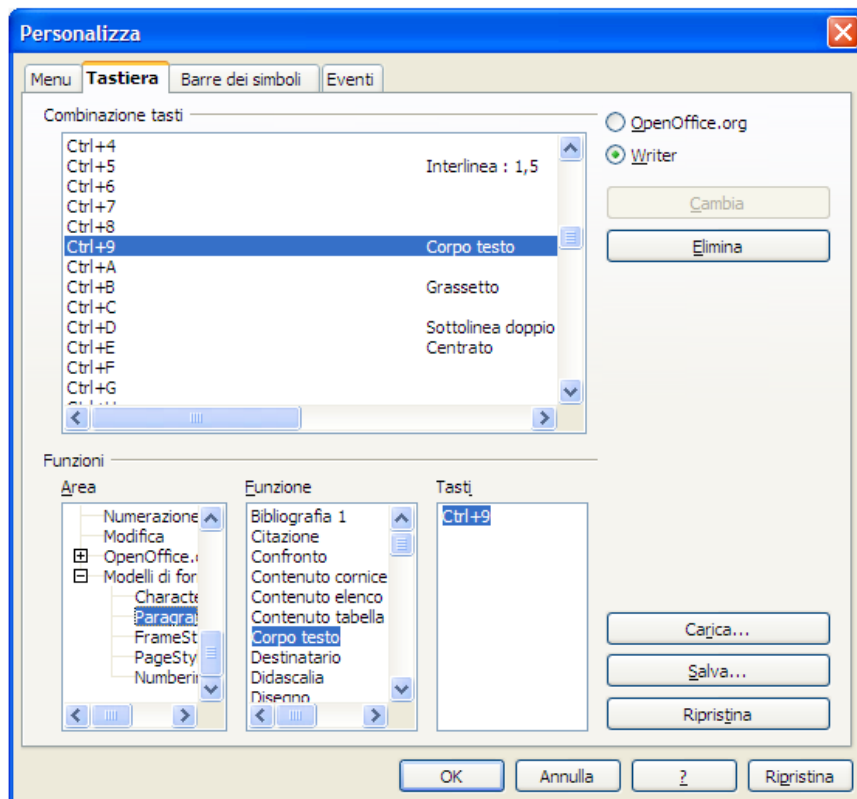 Personalizza
Menu Tastiera Barre dei simboli Eventi
Combinazione tasti
Ctrl+4
Ctrl+5 Interlinea : 1,5
Ctrl+6
Ctrl+7
Ctrl+8
Ctrl+9 Corpo testo
Ctrl+A
Ctrl+B Grassetto
Ctrl+C
Ctrl+D Sottolinea doppio
Ctrl+E Centrato
Ctrl+F
Ctrl+G
OpenOffice.org
Writer
Cambia
Elimina
Funzioni
Area
Numerazione
Modifica
OpenOffice.
Modelli di for
Characte
Paragrap
FrameSt
PageSty
Numberin
Funzione
Bibliografia 1
Citazione
Confronto
Contenuto cornice
Contenuto elenco
Contenuto tabella
Corpo testo
Destinatario
Didascalia
Disegno
Tasti
Ctrl+9
Carica...
Salva...
Ripristina
OK Annulla ? Ripristina